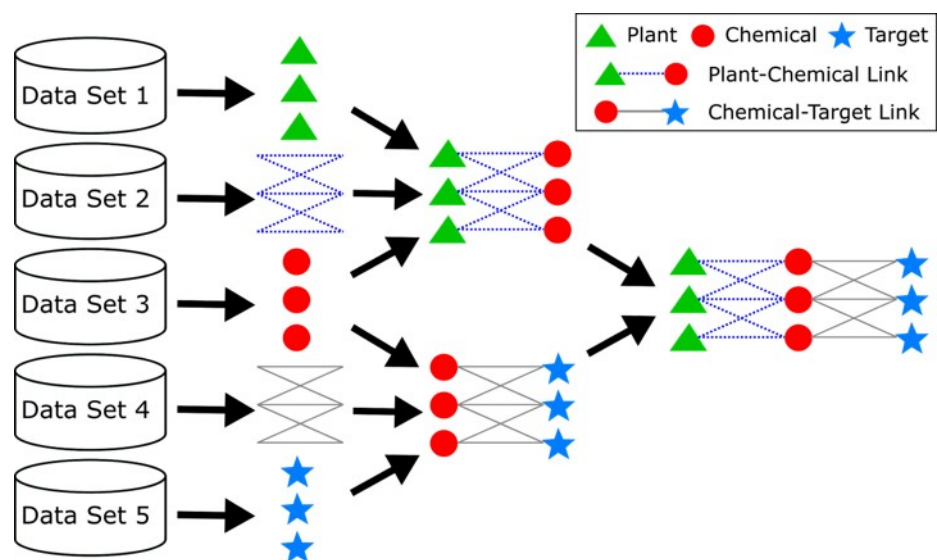 Plant Chemical Target
Plant-Chemical Link
Chemical-Target Link
Data Set 1
Data Set 2
Data Set 3
Data Set 4
Data Set 5